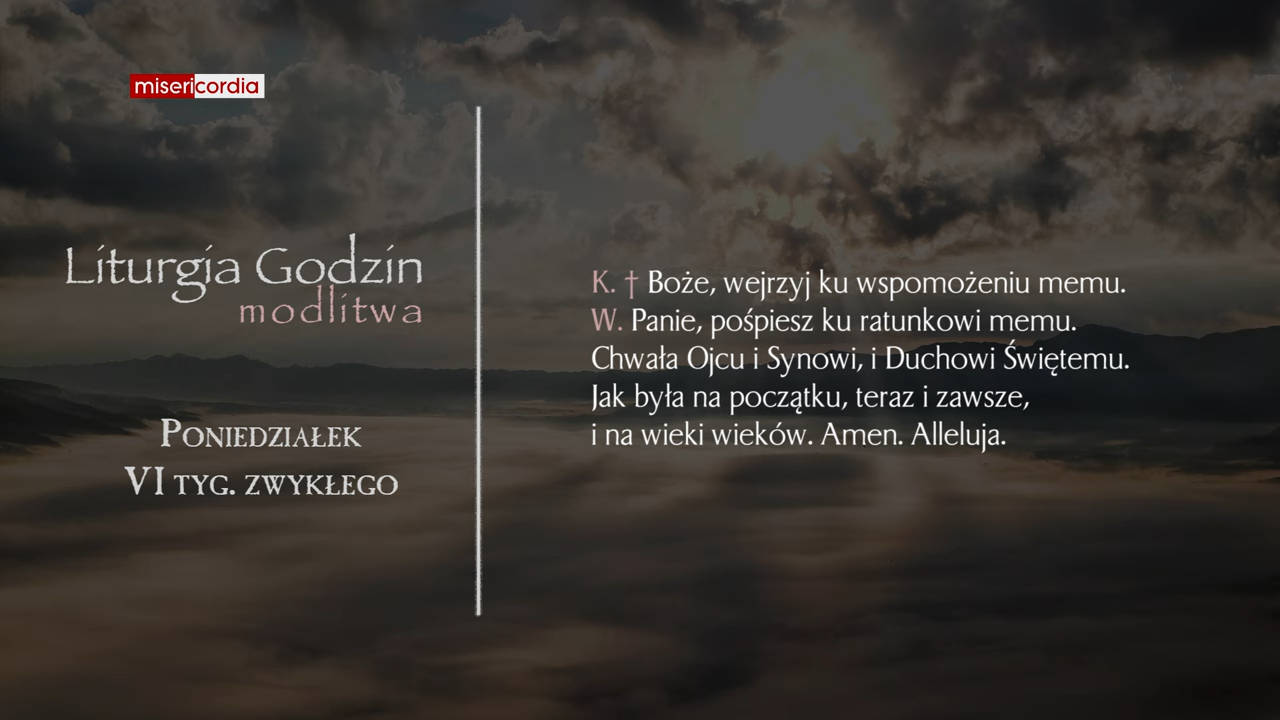 misericordia
Liturgia Godzin
modlitwa
Poniedziałek
VI tyg. zwykłego
K. † Boże, wejrzyj ku wspomożeniu memu.
W. Panie, pośpiesz ku ratunkowi memu.
Chwała Ojcu i Synowi, i Duchowi Świętemu.
Jak była na początku, teraz i zawsze,
i na wieki wieków. Amen. Alleluja.